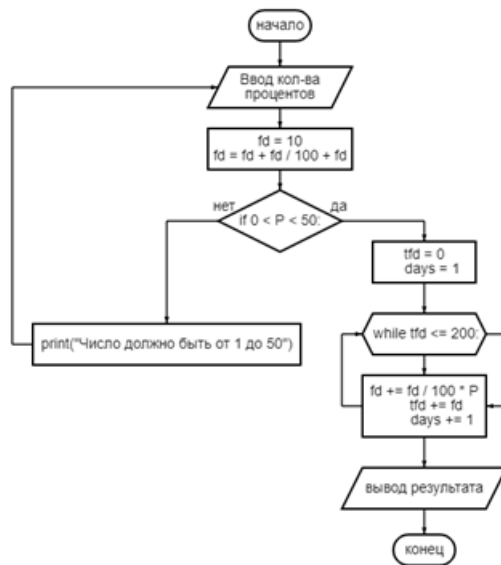 начало
Ввод кол-ва
процентов
fd = 10
fd = fd + fd / 100 + fd
нет
да
if 0 < P < 50:
tfd = 0
days = 1
print("Число должно быть от 1 до 50")
while tfd <= 200:
fd += fd / 100 * P
tfd += fd
days += 1
вывод результата
конец